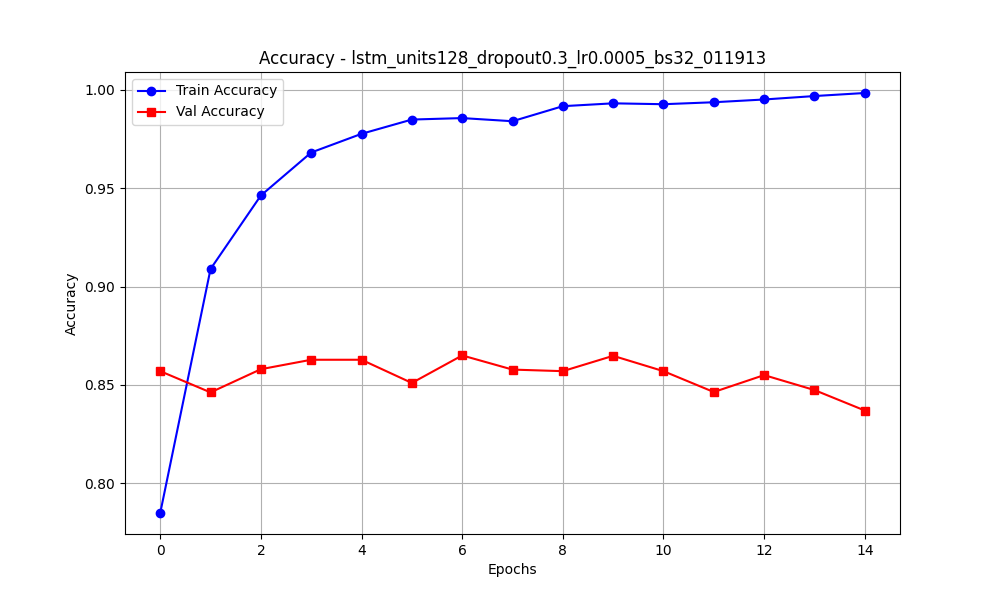 Accuracy - lstm_units128_dropout0.3_lr0.0005_bs32_011913
Train Accuracy
Val Accuracy
1.00
0.95
0.90
0.85
0.80
Accuracy
0 2 4 6 8 10 12 14
Epochs